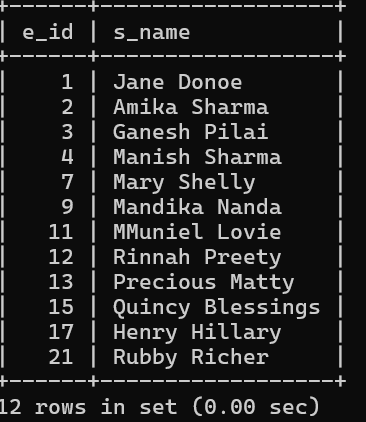 +------+-----------------+
| e_id | s_name          |
+------+-----------------+
|    1 | Jane Donoe      |
|    2 | Amika Sharma    |
|    3 | Ganesh Pilai    |
|    4 | Manish Sharma   |
|    7 | Mary Shelly     |
|    9 | Mandika Nanda   |
|   11 | MMuniel Lovie   |
|   12 | Rinnah Preety   |
|   13 | Precious Matty  |
|   15 | Quincy Blessings |
|   17 | Henry Hillary   |
|   21 | Rubby Richer    |
+------+-----------------+
12 rows in set (0.00 sec)